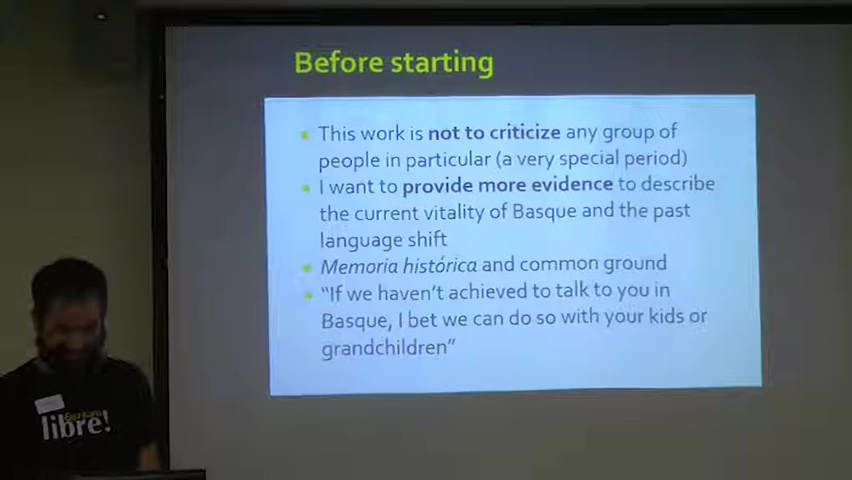 Before starting
This work is not to criticize any group of
people in particular (a very special period)
I want to provide more evidence to describe
the current vitality of Basque and the past
language shift
Memoria histórica and common ground
“If we haven’t achieved to talk to you in
Basque, I bet we can do so with your kids or
grandchildren”
libre!